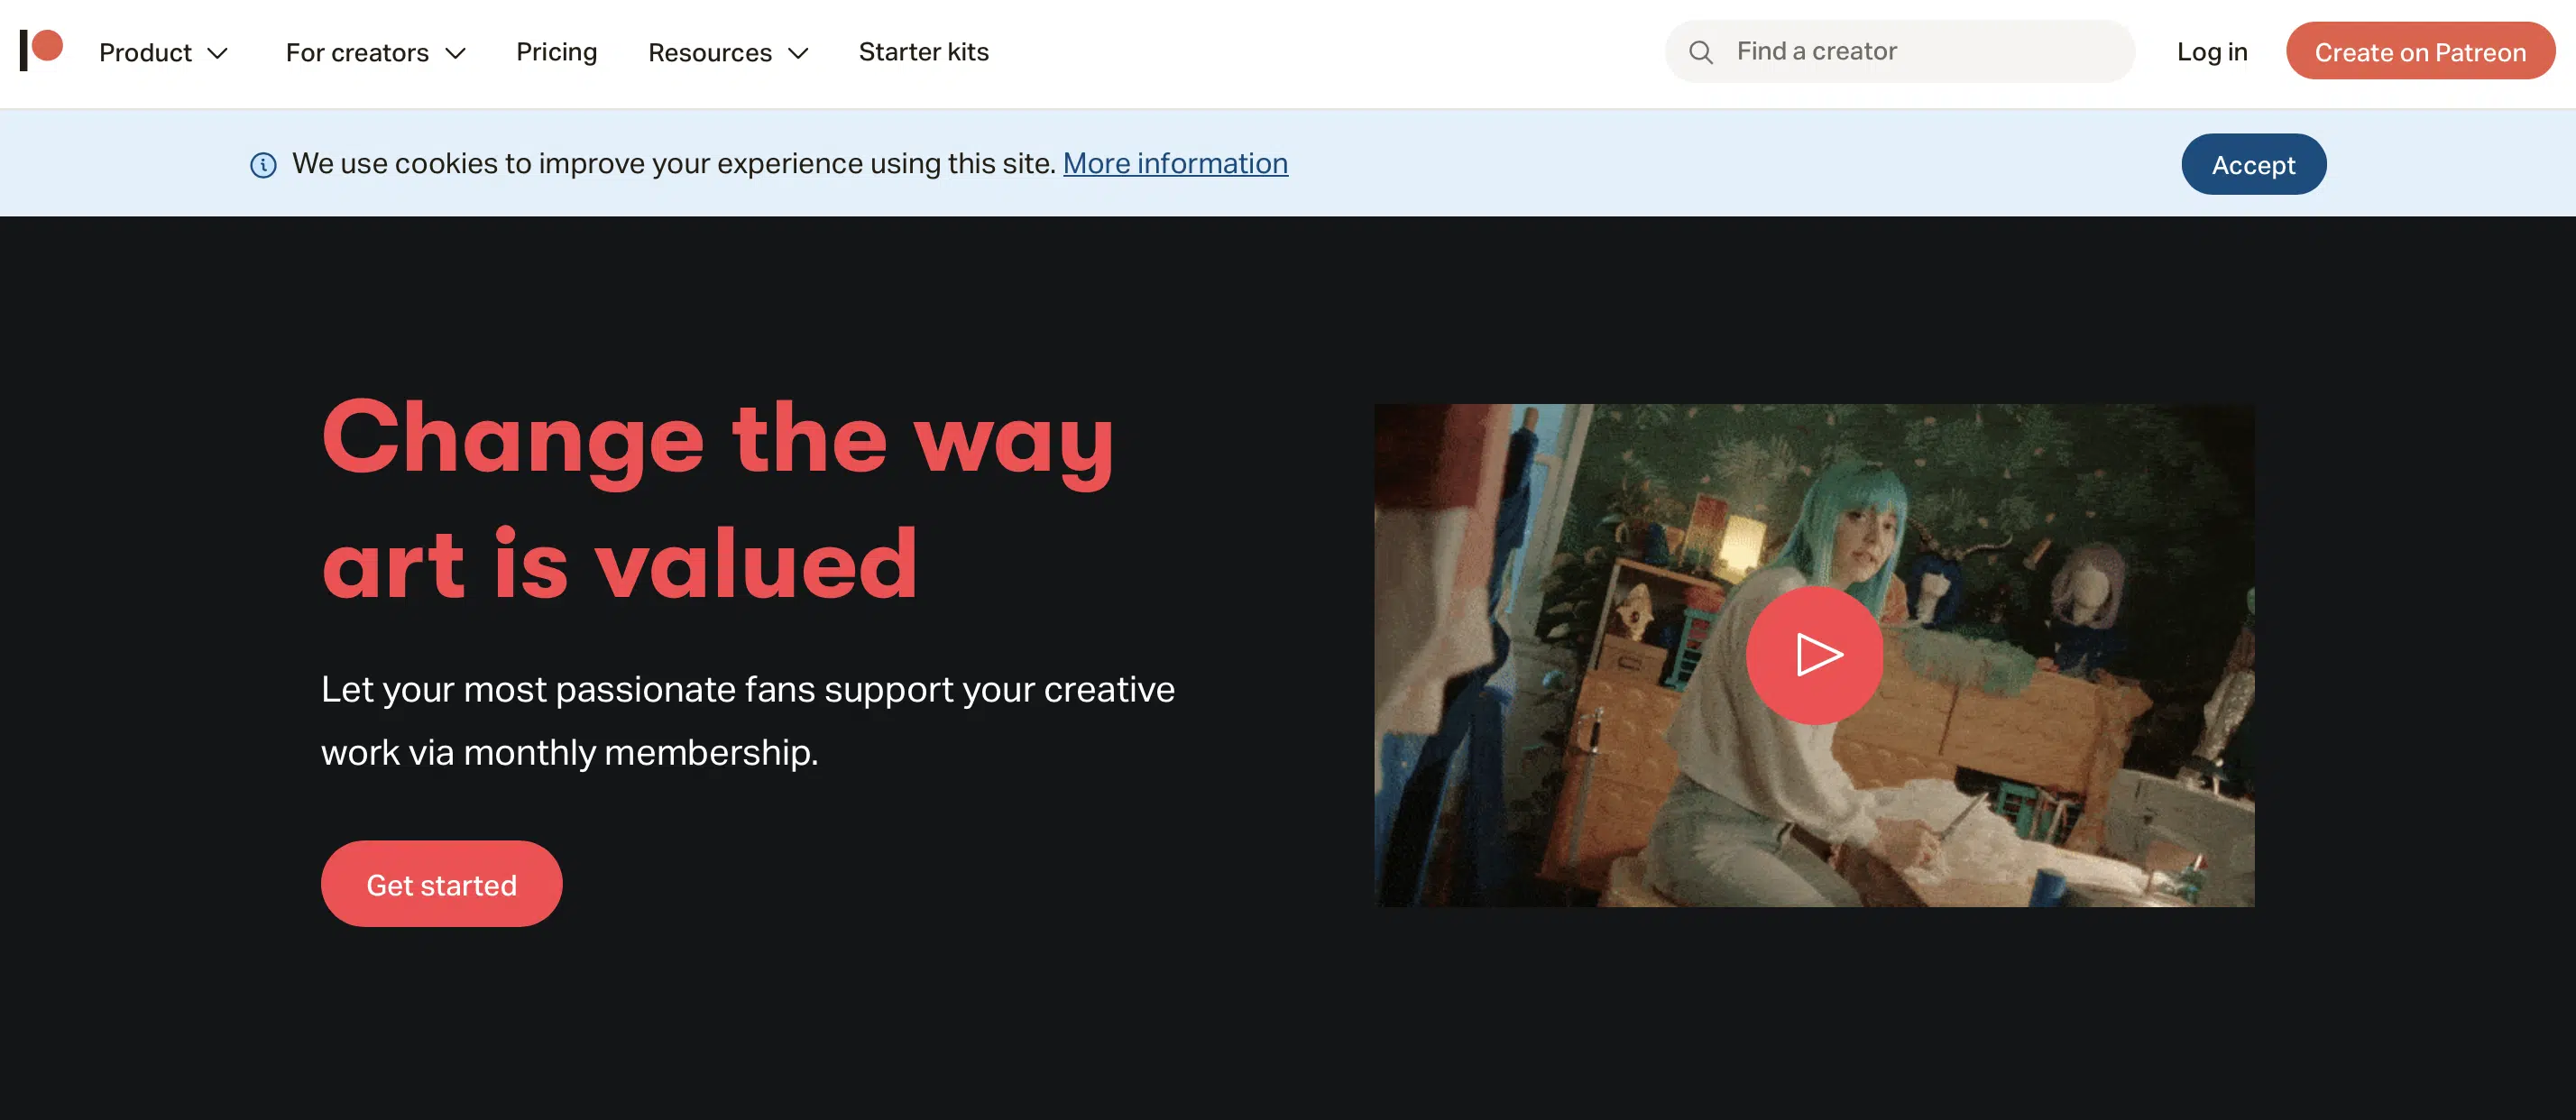 Product
For creators
Pricing
Resources
Starter kits
Find a creator
Log in
Create on Patreon
We use cookies to improve your experience using this site. More information
Accept
Change the way
art is valued
Let your most passionate fans support your creative
work via monthly membership.
Get started